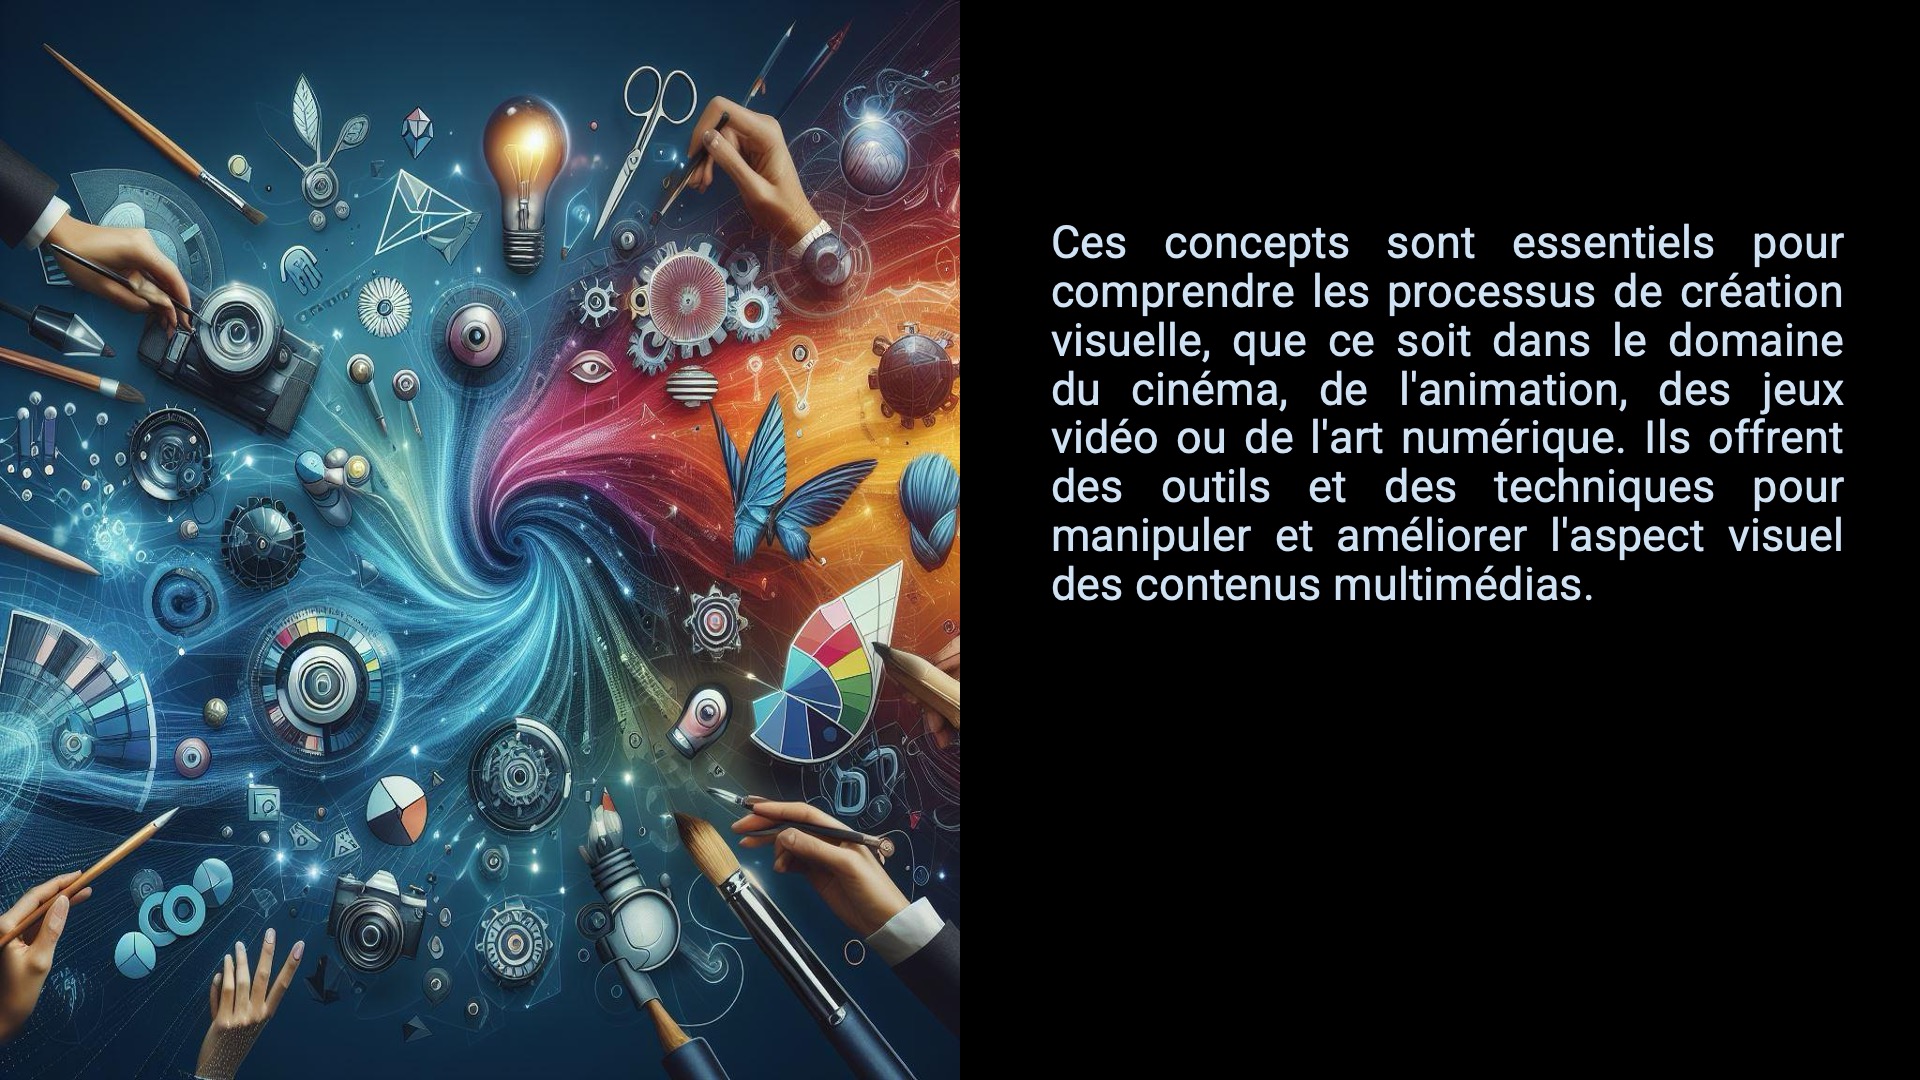 Ces concepts sont essentiels pour
comprendre les processus de création
visuelle, que ce soit dans le domaine
du cinéma, de l'animation, des jeux
vidéo ou de l'art numérique. Ils offrent
des outils et des techniques pour
manipuler et améliorer l'aspect visuel
des contenus multimédias.